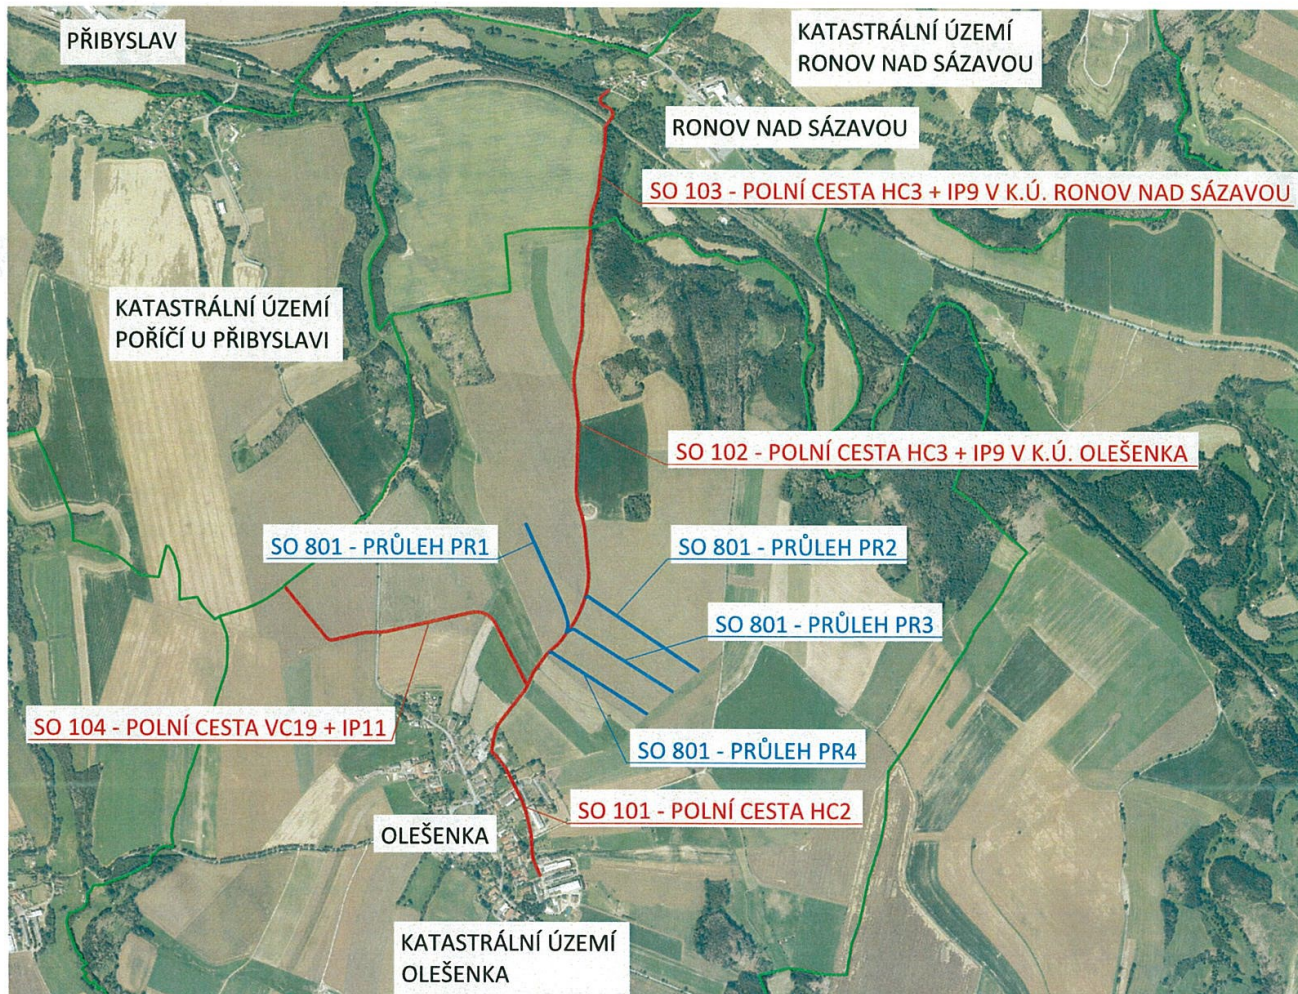 PŘIBYSLAV
KATASTRÁLNÍ ÚZEMÍ
RONOV NAD SÁZAVOU
RONOV NAD SÁZAVOU
SO 103 - POLNÍ CESTA HC3 + IP9 V K.Ú. RONOV NAD SÁZAVOU
KATASTRÁLNÍ ÚZEMÍ
POŘÍČÍ U PŘIBYSLAVI
SO 102 - POLNÍ CESTA HC3 + IP9 V K.Ú. OLEŠENKA
SO 801 - PRŮLEH PR1
SO 801 - PRŮLEH PR2
SO 801 - PRŮLEH PR3
SO 104 - POLNÍ CESTA VC19 + IP11
SO 801 - PRŮLEH PR4
SO 101 - POLNÍ CESTA HC2
OLEŠENKA
KATASTRÁLNÍ ÚZEMÍ
OLEŠENKA